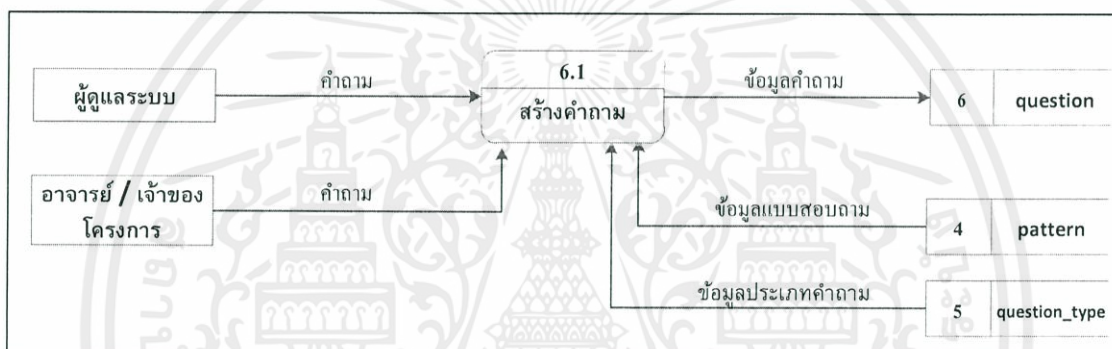 ผู้ดูแลระบบ
คำถาม
6.1
สร้างคำถาม
ข้อมูลคำถาม
6 question
อาจารย์ / เจ้าของ
โครงการ
คำถาม
ข้อมูลแบบสอบถาม
4 pattern
ข้อมูลประเภทคำถาม
5 question_type